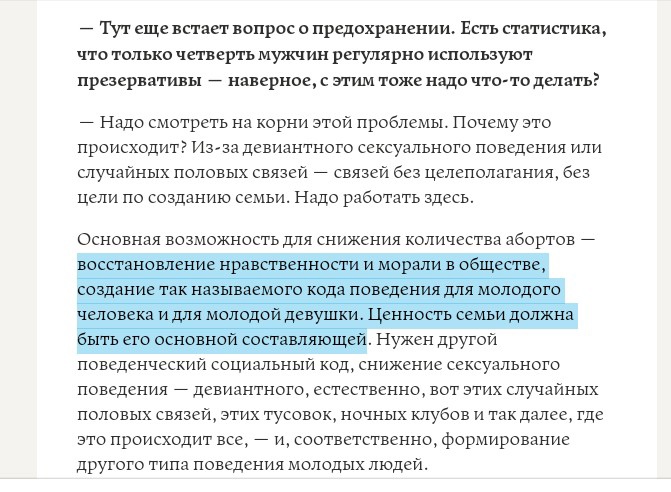 — Тут еще встает вопрос о предохранении. Есть статистика,
что только четверть мужчин регулярно используют
презервативы — наверное, с этим тоже надо что-то делать?
— Надо смотреть на корни этой проблемы. Почему это
происходит? Из-за девиантного сексуального поведения или
случайных половых связей — связей без целеполагания, без
цели по созданию семьи. Надо работать здесь.
Основная возможность для снижения количества абортов —
восстановление нравственности и морали в обществе,
создание так называемого кода поведения для молодого
человека и для молодой девушки. Ценность семьи должна
быть его основной составляющей. Нужен другой
поведенческий социальный код, снижение сексуального
поведения — девиантного, естественно, вот этих случайных
половых связей, этих тусовок, ночных клубов и так далее, где
это происходит все, — и, соответственно, формирование
другого типа поведения молодых людей.